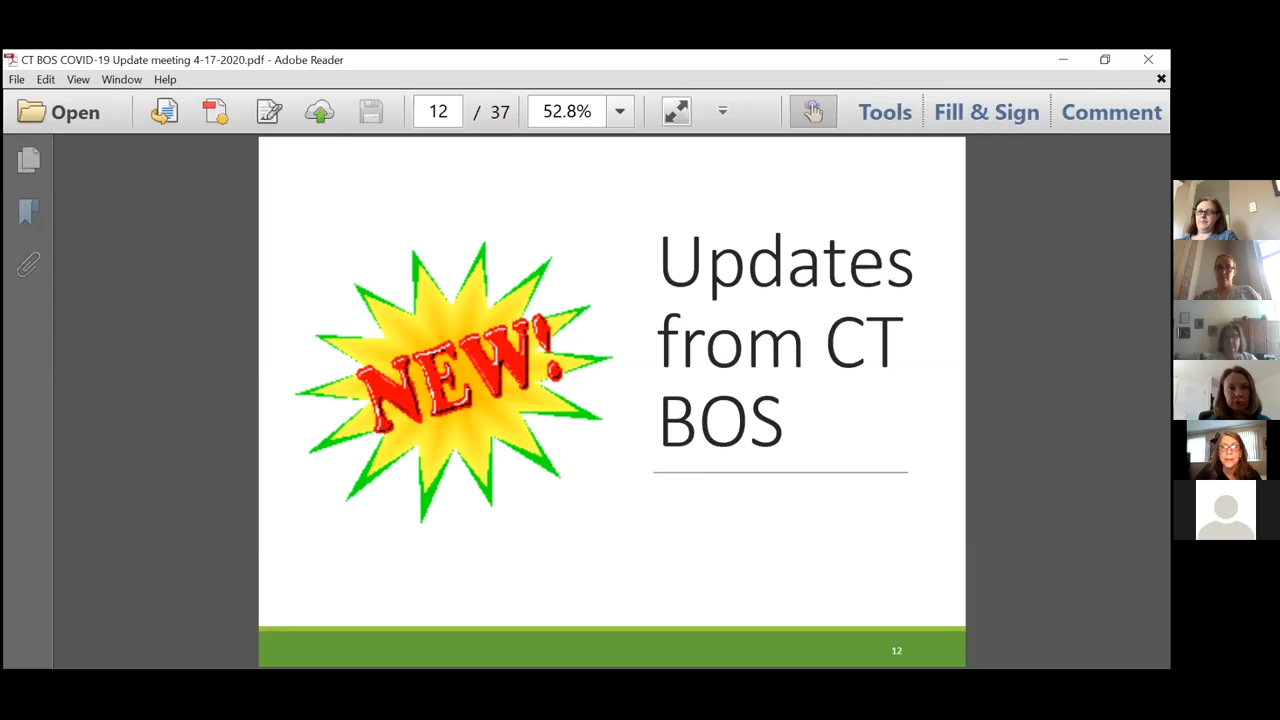 CT BOS COVID-19 Update meeting 4-17-2020.pdf - Adobe Reader
File Edit View Window Help
Open 12 / 37 52.8% Tools Fill & Sign Comment
NEW!
Updates
from CT
BOS
12